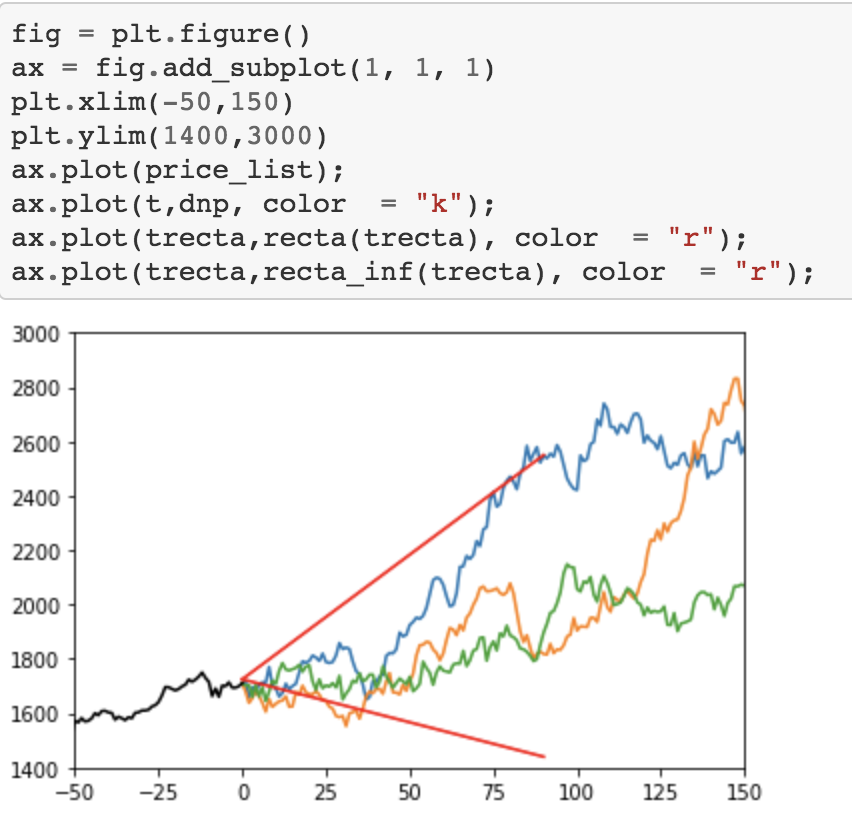 fig = plt.figure()
ax = fig.add_subplot(1, 1, 1)
plt.xlim(-50,150)
plt.ylim(1400,3000)
ax.plot(price_list);
ax.plot(t,dnp, color  = "k");
ax.plot(trecta,recta(trecta), color  = "r");
ax.plot(trecta,recta_inf(trecta), color  = "r");
3000
2800
2600
2400
2200
2000
1800
1600
1400
−50 −25 0 25 50 75 100 125 150